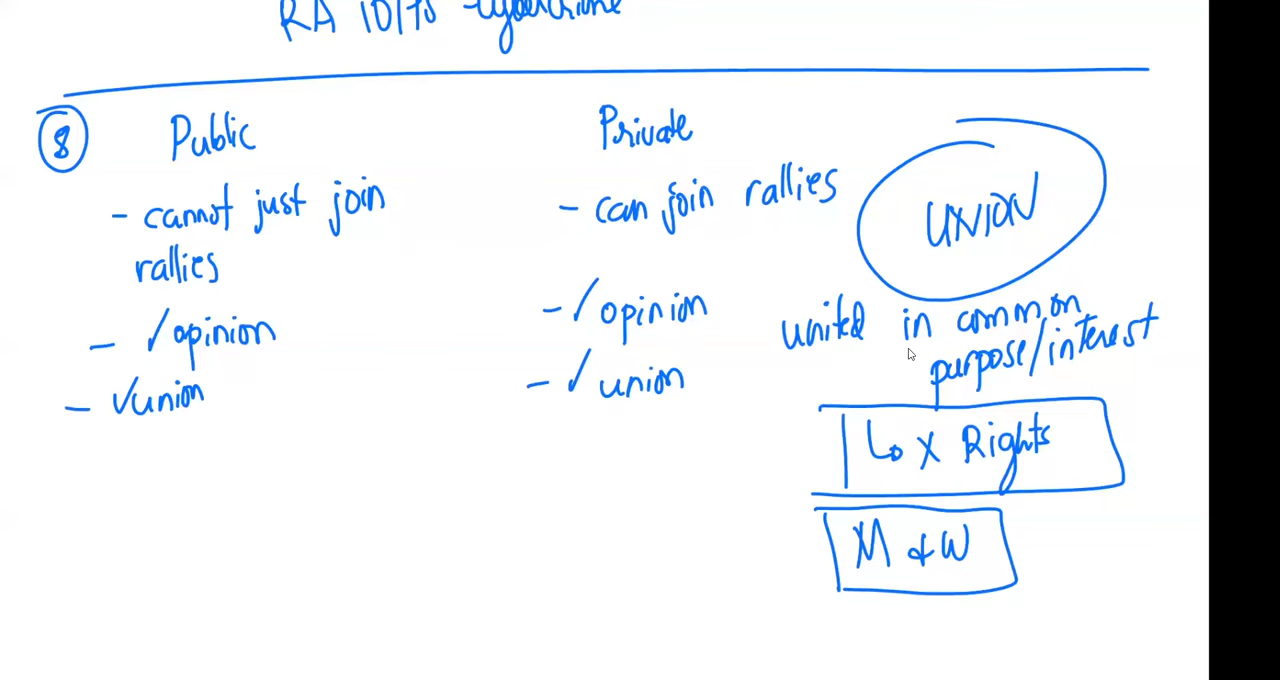 RA 10175 - cybercrime
8
Public
- cannot just join
rallies
- ✓ opinion
- ✓ union
Private
- can join rallies
- ✓ opinion
- ✓ union
UNION
united in common
purpose/interest
↳ X Rights
M & W